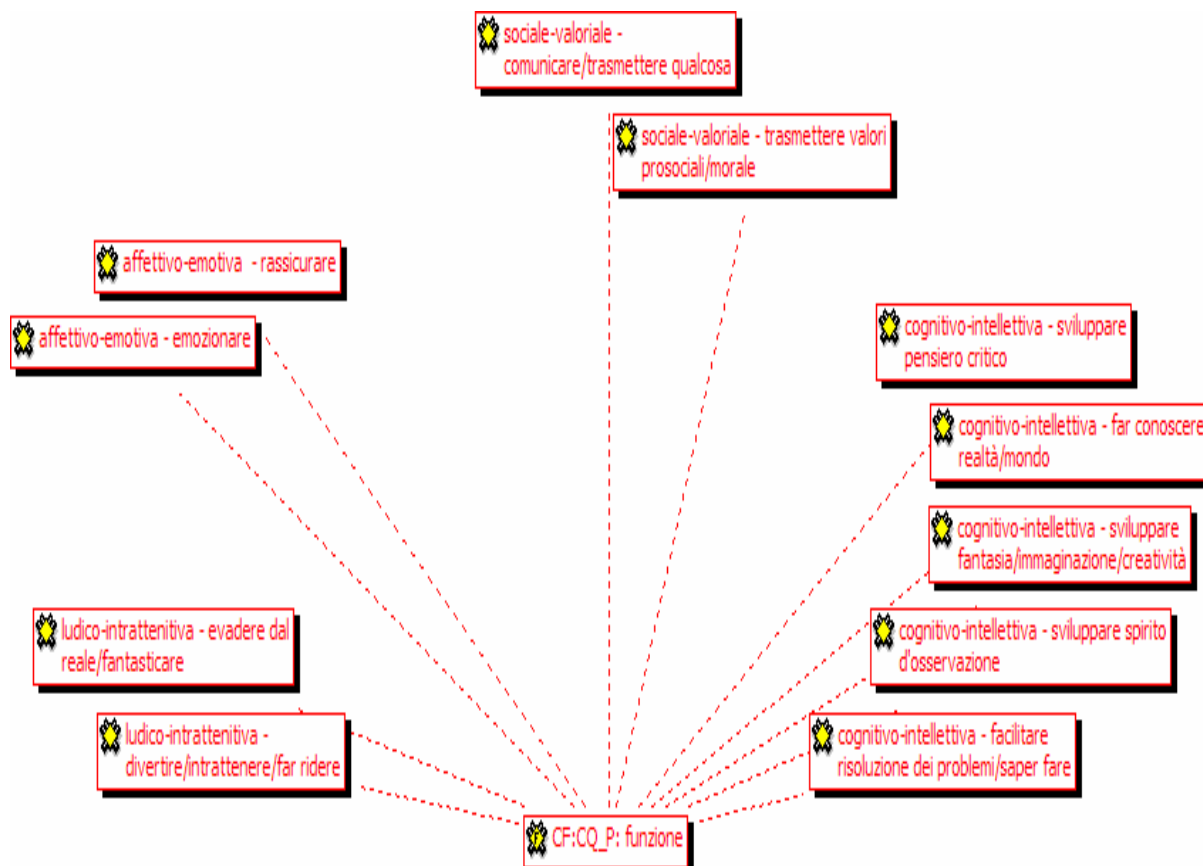 sociale-valoriale -
comunicare/trasmettere qualcosa
sociale-valoriale - trasmettere valori
prosociali/morale
affettivo-emotiva - rassicurare
affettivo-emotiva - emozionare
cognitivo-intellettiva - sviluppare
pensiero critico
cognitivo-intellettiva - far conoscere
realtà/mondo
cognitivo-intellettiva - sviluppare
fantasia/immaginazione/creatività
ludico-intrattenitiva - evadere dal
reale/fantasticare
cognitivo-intellettiva - sviluppare spirito
d'osservazione
ludico-intrattenitiva -
divertire/intrattenere/far ridere
cognitivo-intellettiva - facilitare
risoluzione dei problemi/saper fare
F CF:CQ_P: funzione